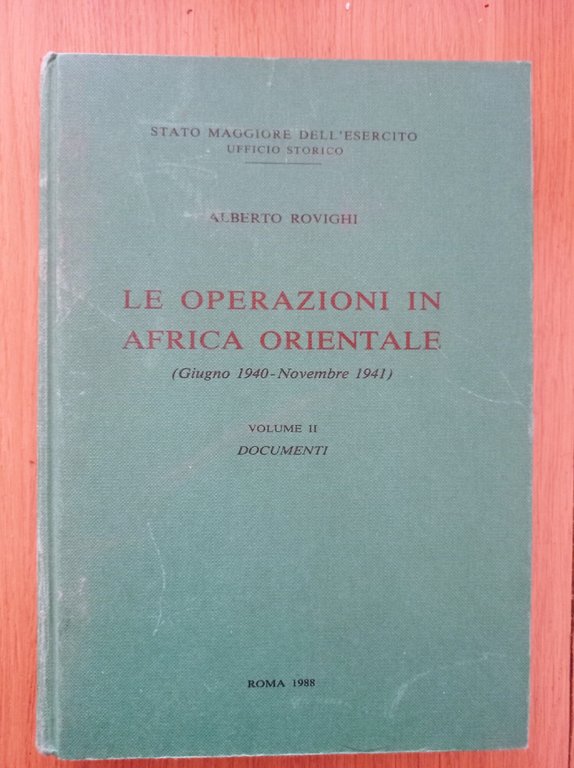 STATO MAGGIORE DELL'ESERCITO
UFFICIO STORICO
ALBERTO ROVIGHI
LE OPERAZIONI IN
AFRICA ORIENTALE
(Giugno 1940-Novembre 1941)
VOLUME II
DOCUMENTI
ROMA 1988